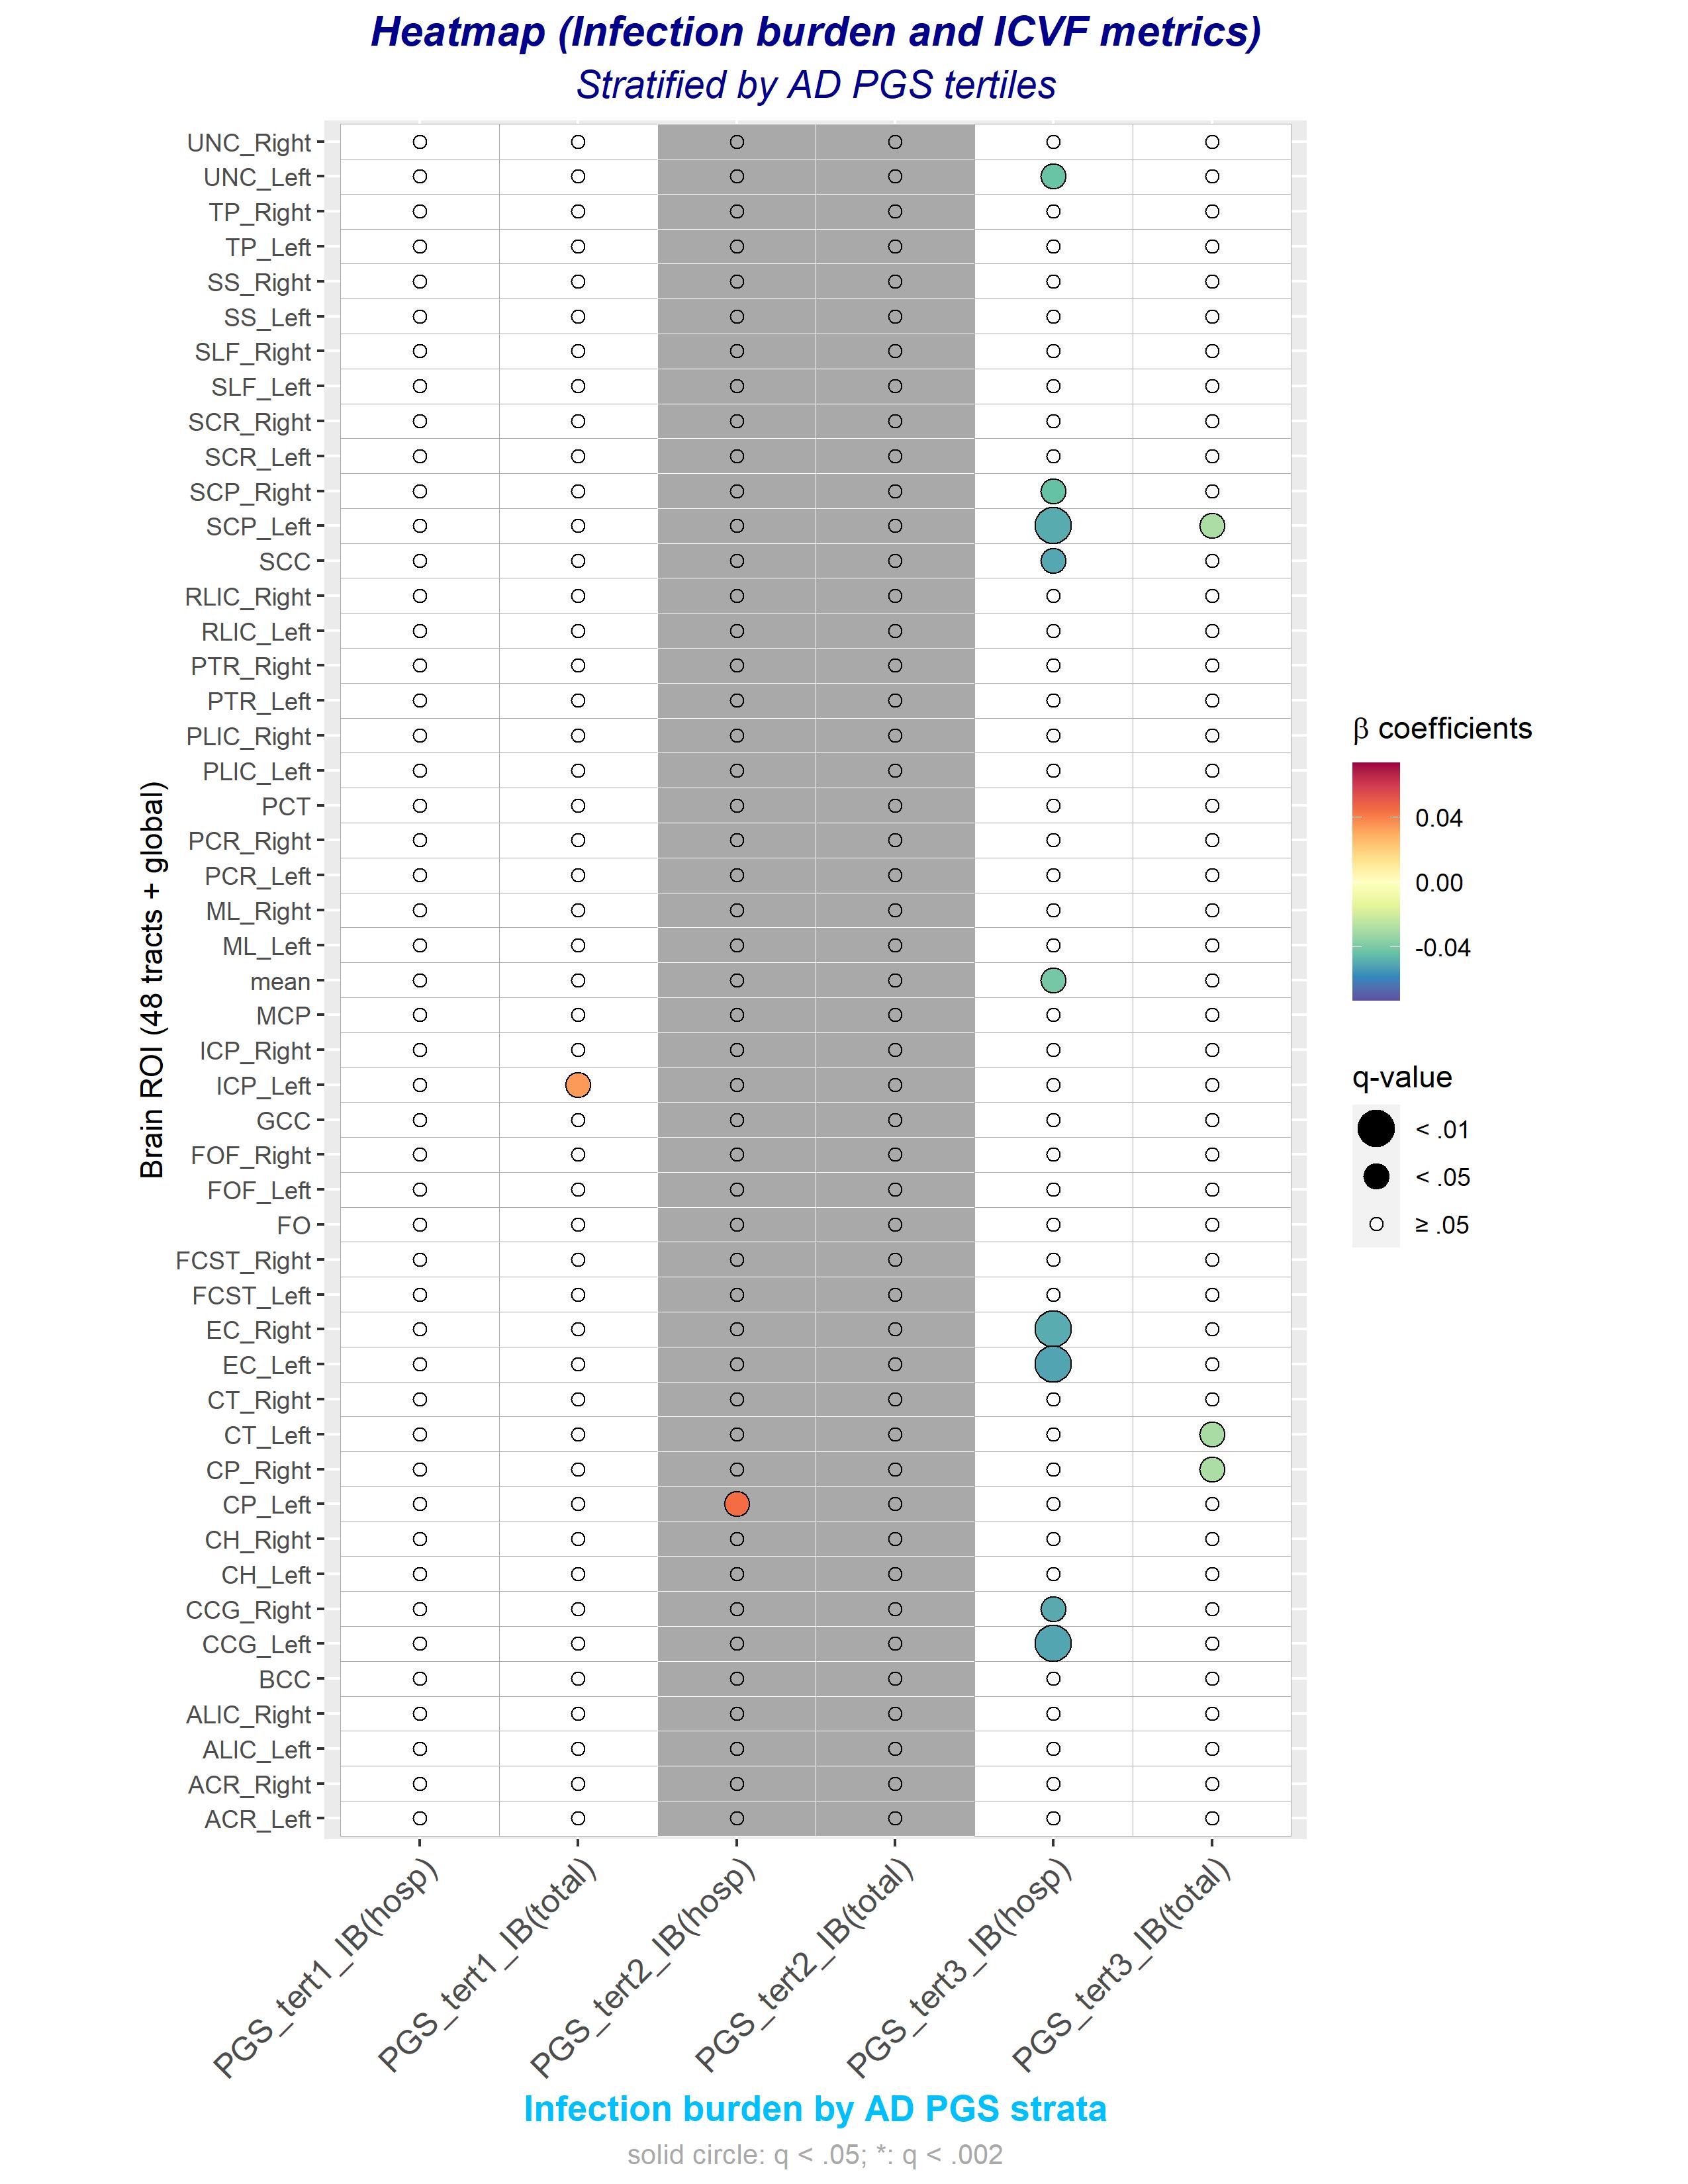 Heatmap (Infection burden and ICVF metrics)
Stratified by AD PGS tertiles
Brain ROI (48 tracts + global)
UNC_Right
UNC_Left
TP_Right
TP_Left
SS_Right
SS_Left
SLF_Right
SLF_Left
SCR_Right
SCR_Left
SCP_Right
SCP_Left
SCC
RLIC_Right
RLIC_Left
PTR_Right
PTR_Left
PLIC_Right
PLIC_Left
PCT
PCR_Right
PCR_Left
ML_Right
ML_Left
mean
MCP
ICP_Right
ICP_Left
GCC
FOF_Right
FOF_Left
FO
FCST_Right
FCST_Left
EC_Right
EC_Left
CT_Right
CT_Left
CP_Right
CP_Left
CH_Right
CH_Left
CCG_Right
CCG_Left
BCC
ALIC_Right
ALIC_Left
ACR_Right
ACR_Left
PGS_tert1_IB(hosp)
PGS_tert1_IB(total)
PGS_tert2_IB(hosp)
PGS_tert2_IB(total)
PGS_tert3_IB(hosp)
PGS_tert3_IB(total)
Infection burden by AD PGS strata
solid circle: q < .05; *: q < .002
β coefficients
0.04
0.00
-0.04
q-value
< .01
< .05
≥ .05